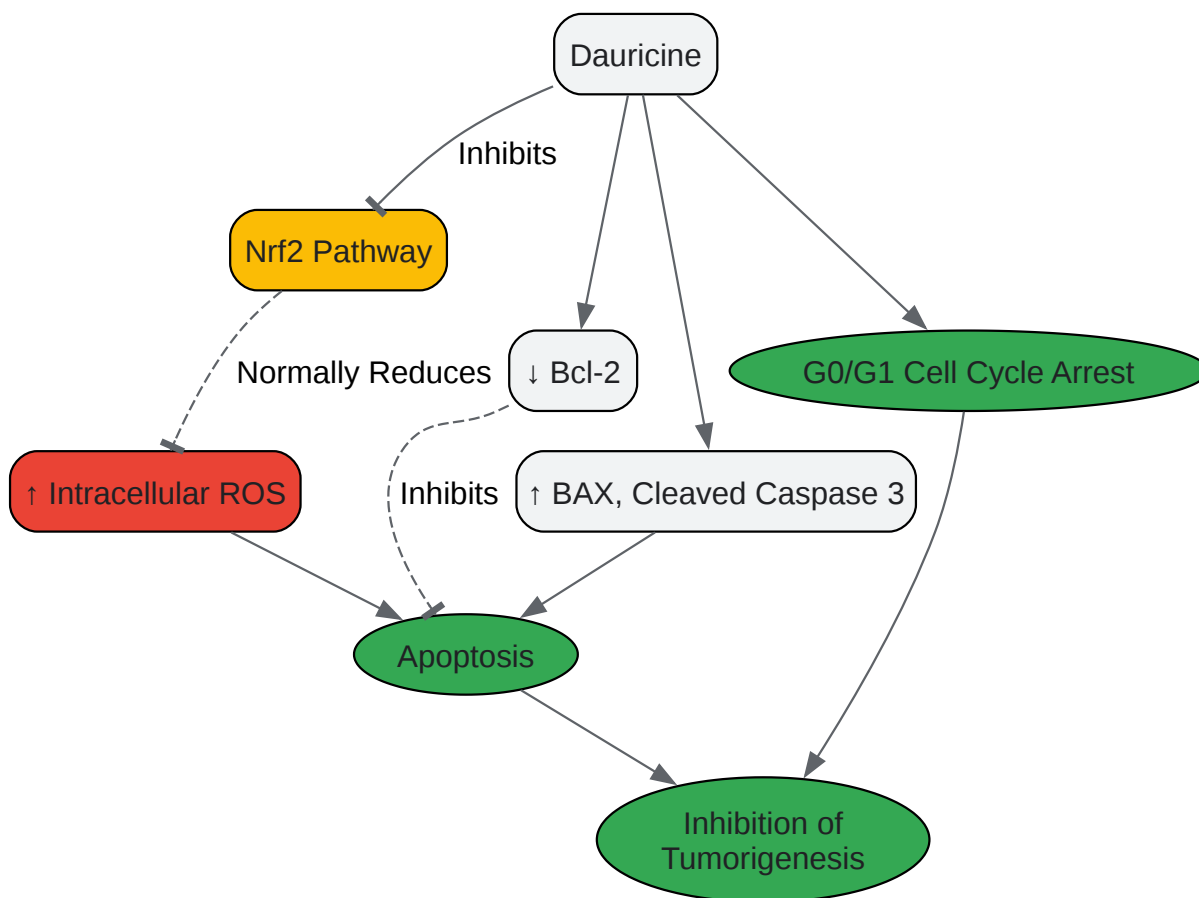 Dauricine
Inhibits
Nrf2 Pathway
Normally Reduces
↓ Bcl-2
G0/G1 Cell Cycle Arrest
↑ Intracellular ROS
Inhibits
↑ BAX, Cleaved Caspase 3
Apoptosis
Inhibition of
Tumorigenesis